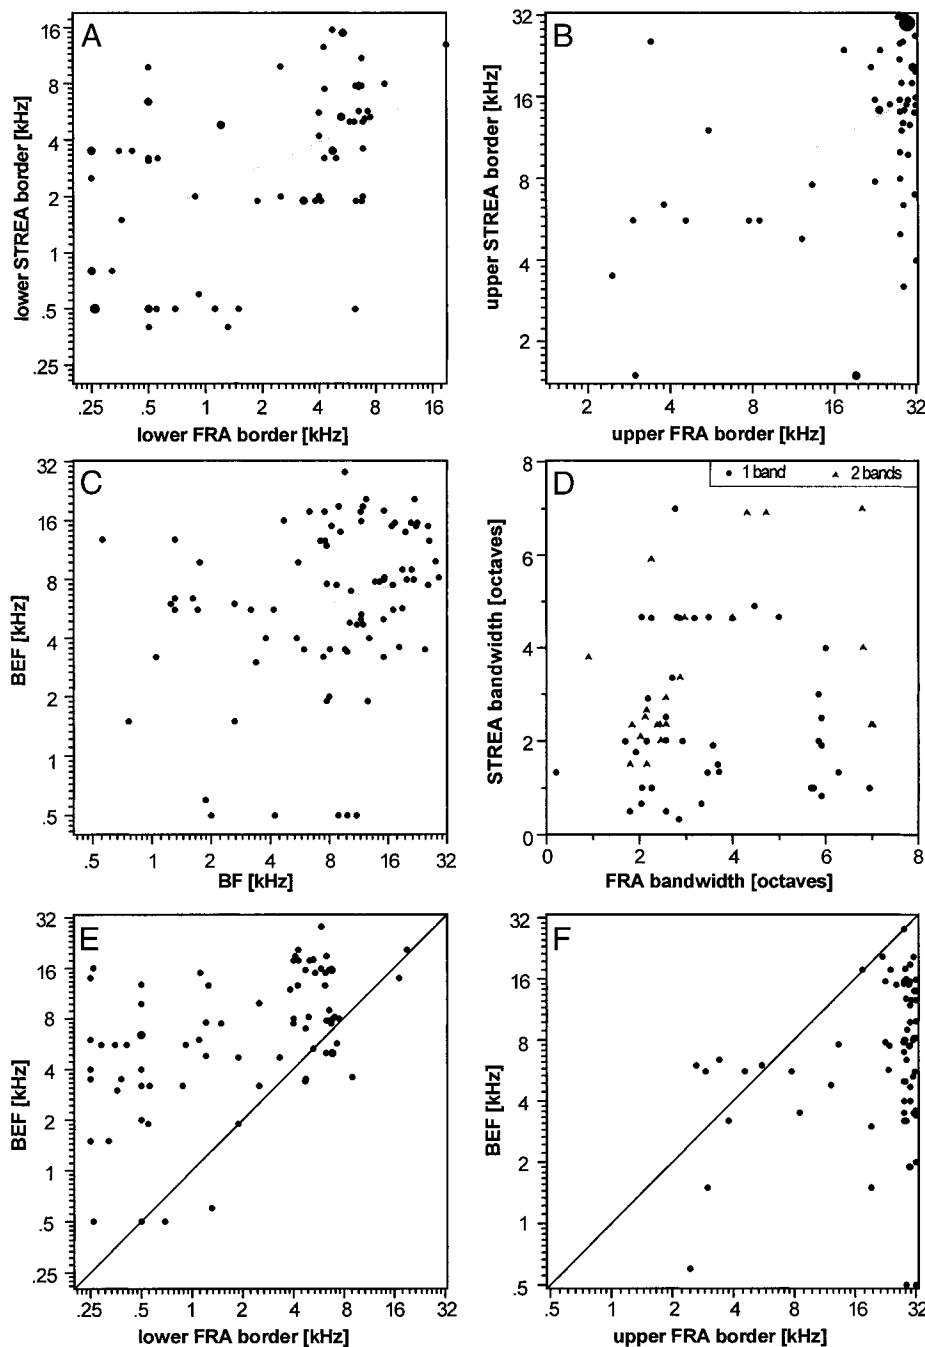 A
lower STREA border [kHz]
16
8
4
2
1
.5
.25
.25 .5 1 2 4 8 16
lower FRA border [kHz]
B
upper STREA border [kHz]
32
16
8
4
2
2 4 8 16 32
upper FRA border [kHz]
C
BEF [kHz]
32
16
8
4
2
1
.5
.5 1 2 4 8 16 32
BF [kHz]
D
1 band 2 bands
STREA bandwidth [octaves]
8
6
4
2
0
0 2 4 6 8
FRA bandwidth [octaves]
E
BEF [kHz]
32
16
8
4
2
1
.5
.25
.25 .5 1 2 4 8 16 32
lower FRA border [kHz]
F
BEF [kHz]
32
16
8
4
2
1
.5
.5 1 2 4 8 16 32
upper FRA border [kHz]